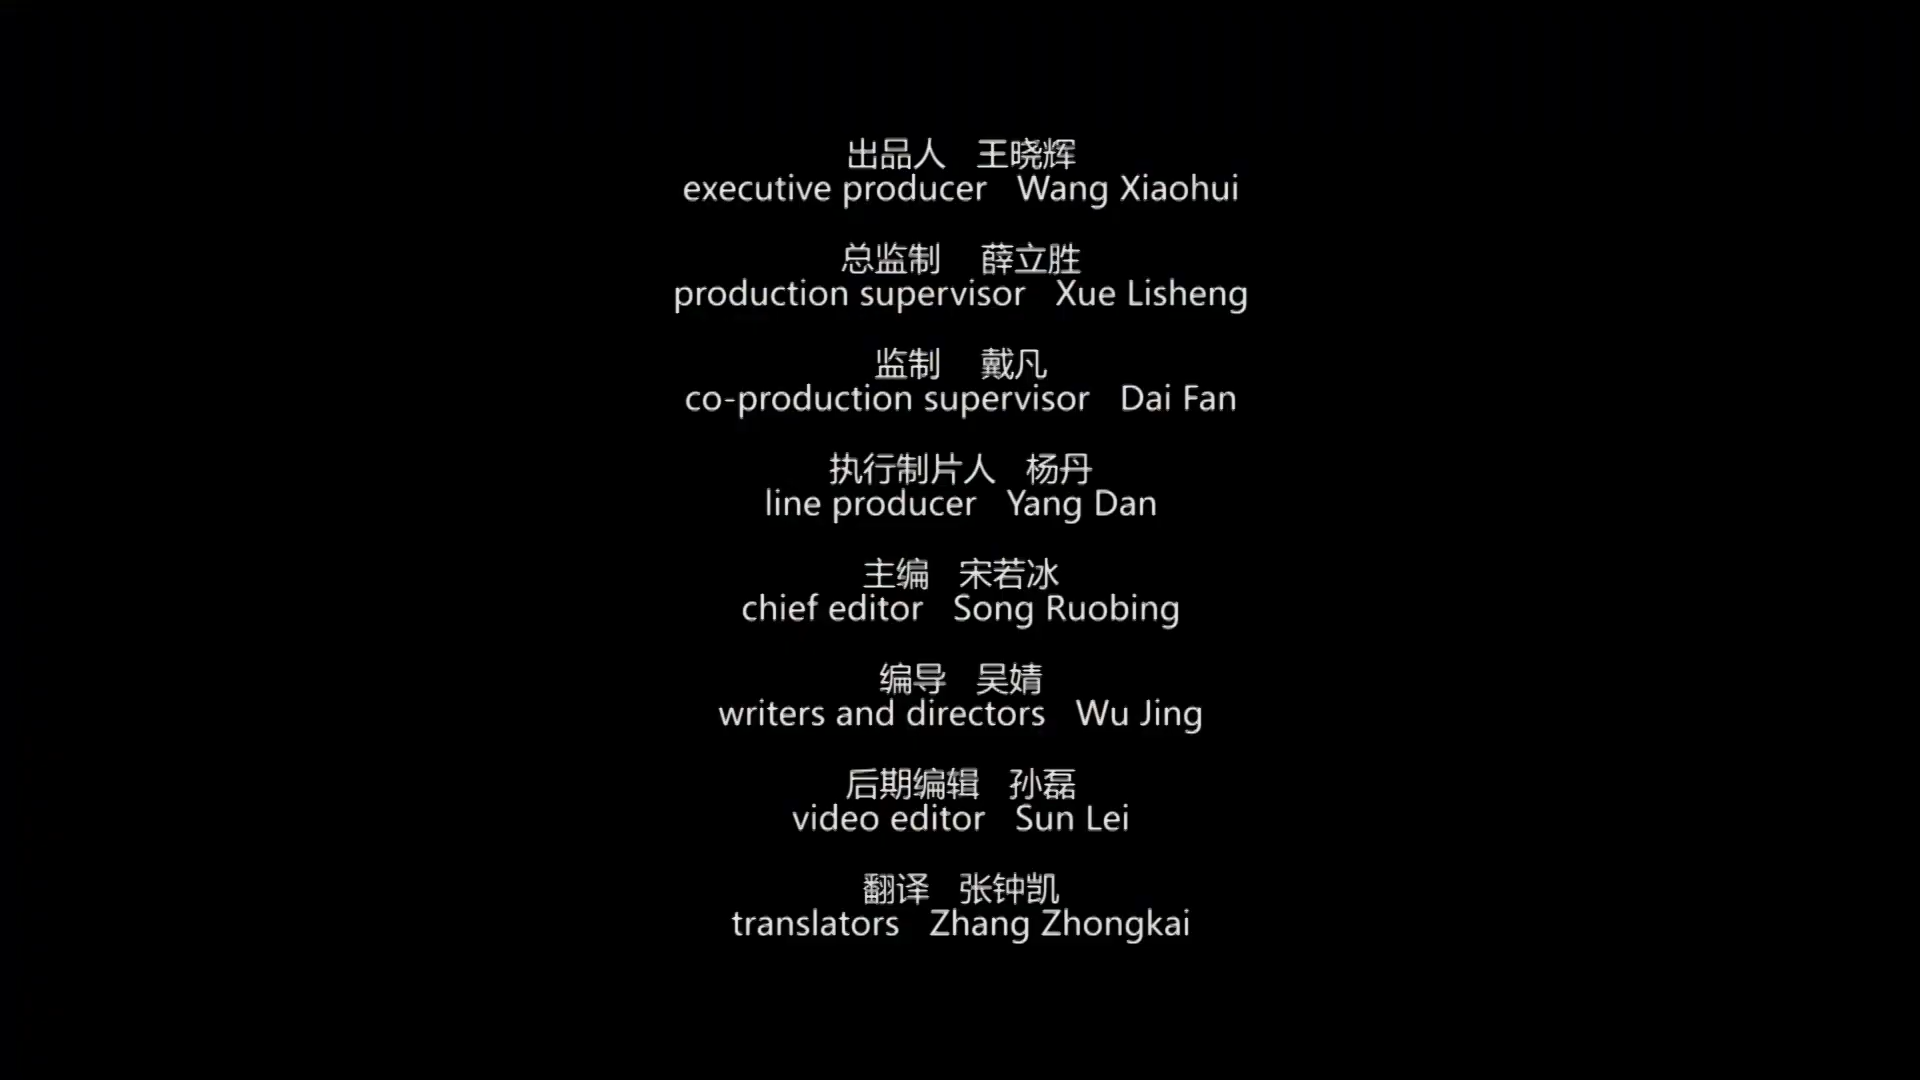 出品人 王晓辉
executive producer Wang Xiaohui
总监制 薛立胜
production supervisor Xue Lisheng
监制 戴凡
co-production supervisor Dai Fan
执行制片人 杨丹
line producer Yang Dan
主编 宋若冰
chief editor Song Ruobing
编导 吴婧
writers and directors Wu Jing
后期编辑 孙磊
video editor Sun Lei
翻译 张钟凯
translators Zhang Zhongkai